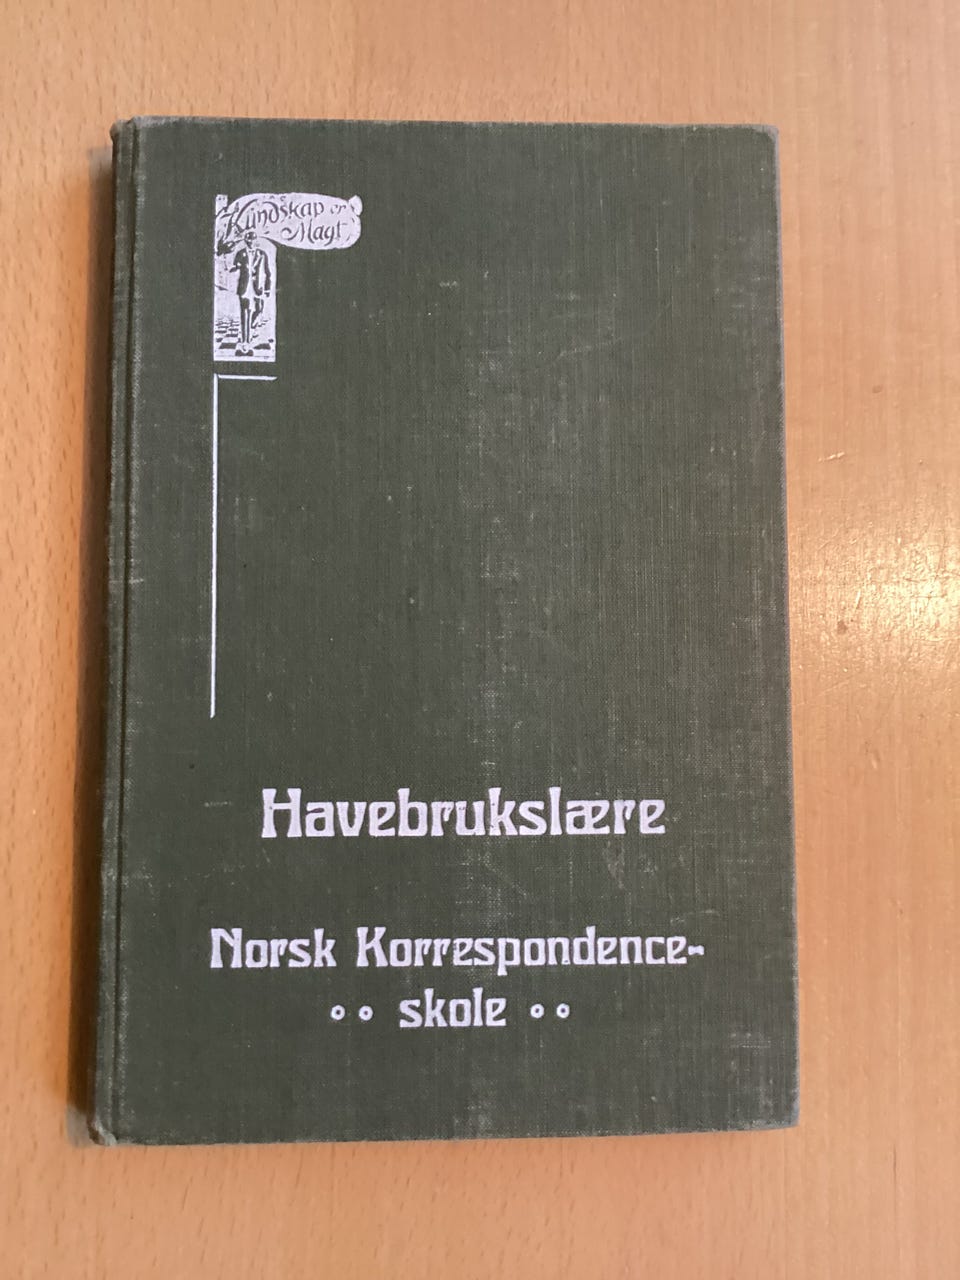 Kundskap er
Magt
Havebrukslære
Norsk Korrespondence-
skole